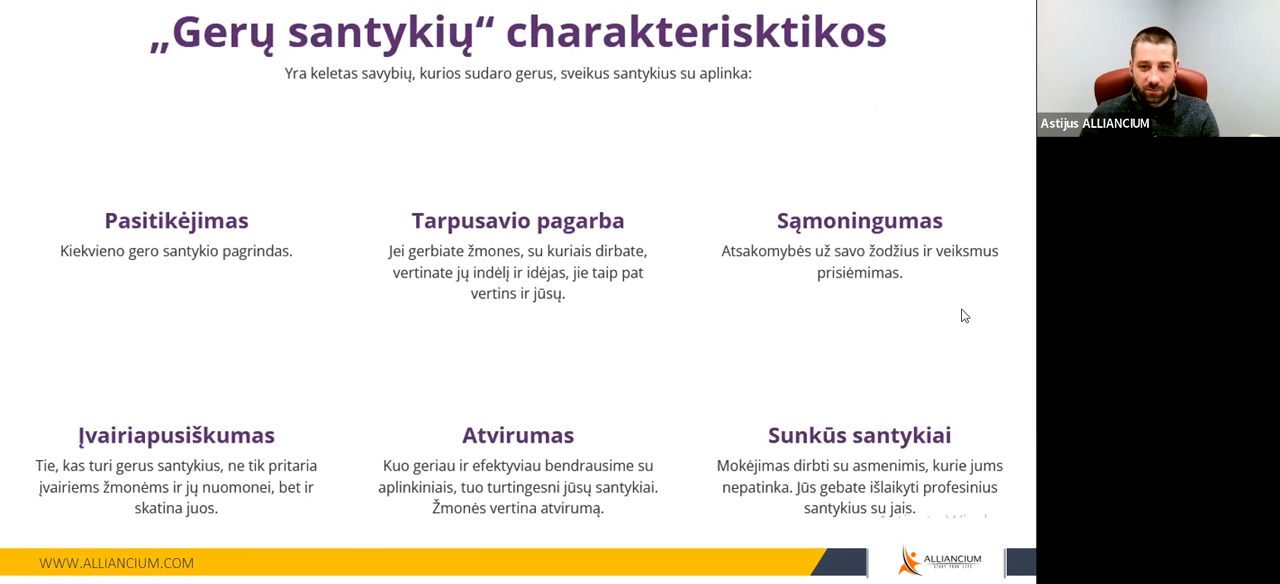 „Gerų santykių“ charakterisktikos
Yra keletas savybių, kurios sudaro gerus, sveikus santykius su aplinka:
Astijus ALLIANCIUM
Pasitikėjimas
Kiekvieno gero santykio pagrindas.
Tarpusavio pagarba
Jei gerbiate žmones, su kuriais dirbate,
vertinate jų indėlį ir idėjas, jie taip pat
vertins ir jūsų.
Sąmoningumas
Atsakomybės už savo žodžius ir veiksmus
prisiėmimas.
Įvairiapusiškumas
Tie, kas turi gerus santykius, ne tik pritaria
įvairiems žmonėms ir jų nuomonei, bet ir
skatina juos.
Atvirumas
Kuo geriau ir efektyviau bendrausime su
aplinkiniais, tuo turtingesni jūsų santykiai.
Žmonės vertina atvirumą.
Sunkūs santykiai
Mokėjimas dirbti su asmenimis, kurie jums
nepatinka. Jūs gebate išlaikyti profesinius
santykius su jais.
WWW.ALLIANCIUM.COM
ALLIANCIUM
START YOUR LIFE